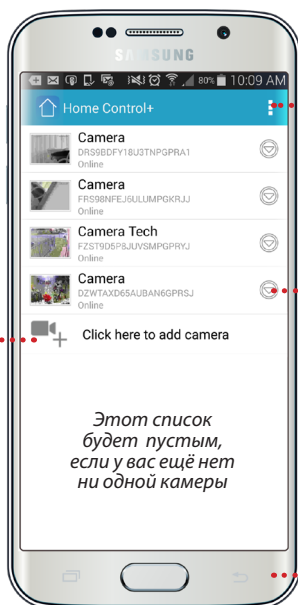 SAMSUNG
80% 10:09 AM
Home Control+
Camera
DRS9BDFY18U3TNPGPRA1
Online
Camera
FRS98NFEJ6ULUMPGKRJJ
Online
Camera Tech
FZST9D5P8JUVSMPGPRYJ
Online
Camera
DZWTAXD65AUBAN6GPRSJ
Online
Click here to add camera
Этот список
будет пустым,
если у вас ещё нет
ни одной камеры